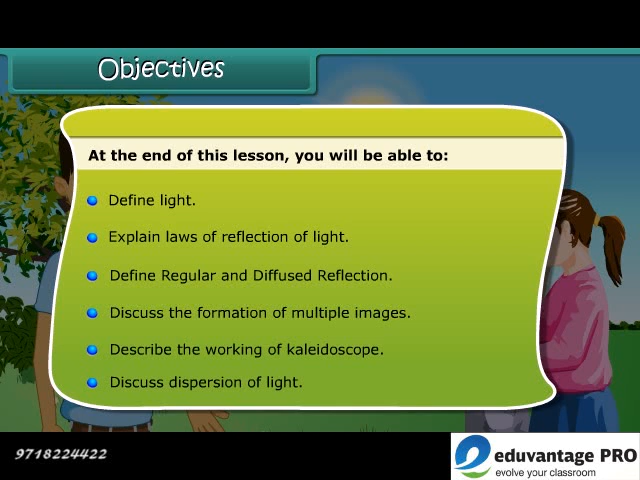 Objectives
At the end of this lesson, you will be able to:
Define light.
Explain laws of reflection of light.
Define Regular and Diffused Reflection.
Discuss the formation of multiple images.
Describe the working of kaleidoscope.
Discuss dispersion of light.
9718224422
eduvantage PRO
evolve your classroom